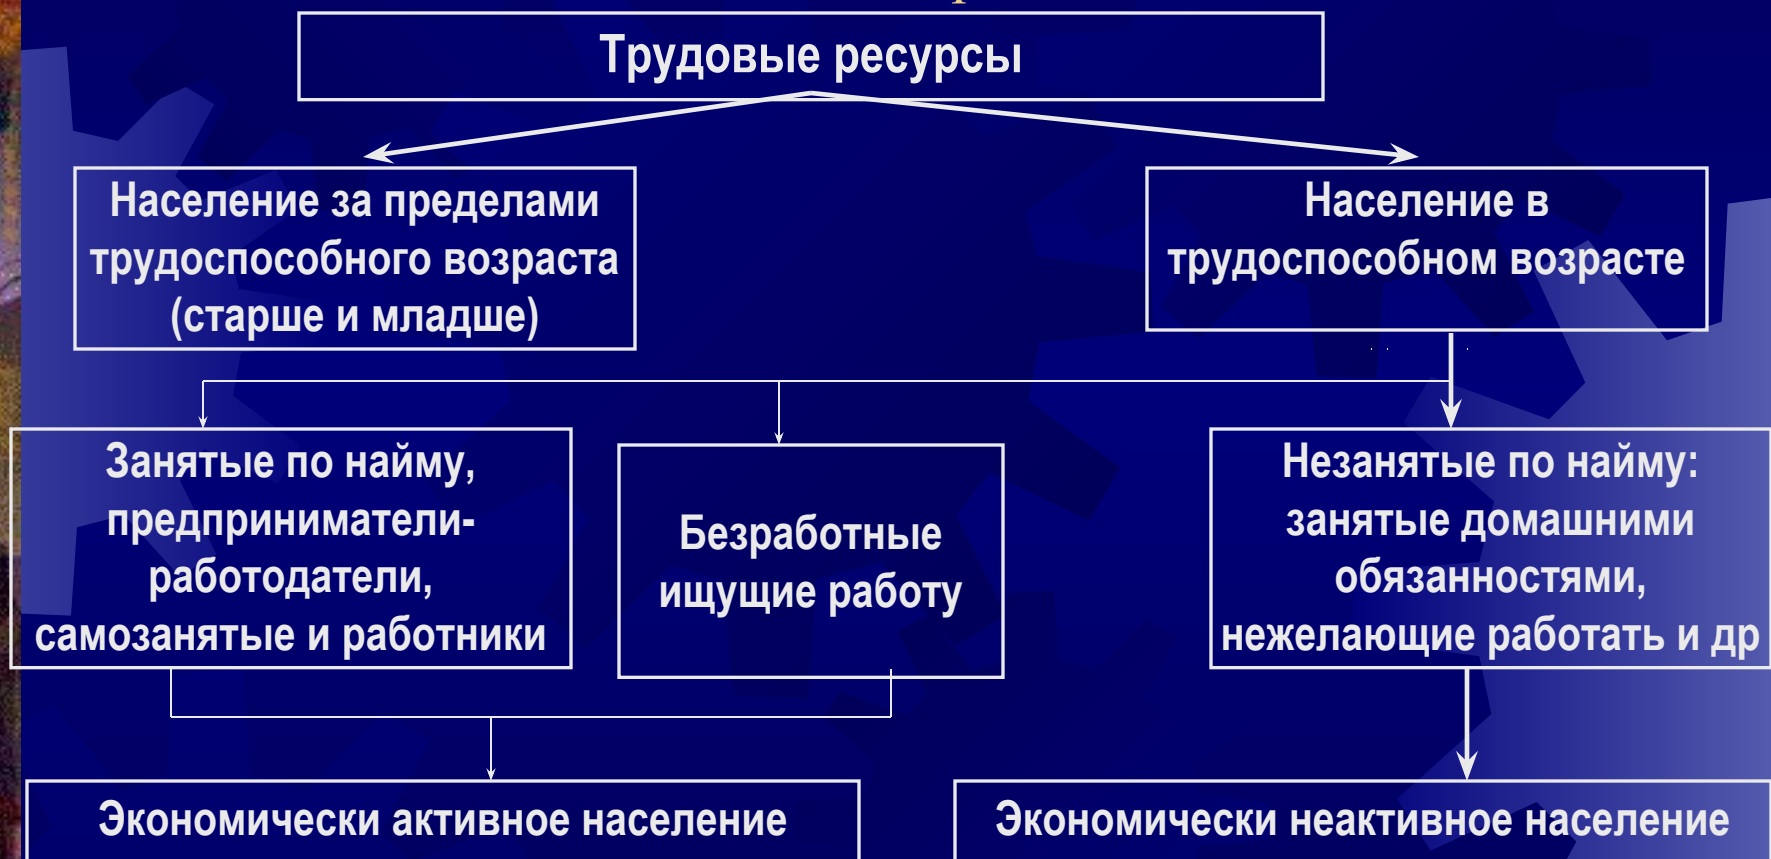 Трудовые ресурсы
Население за пределами
трудоспособного возраста
(старше и младше)
Население в
трудоспособном возрасте
Занятые по найму,
предприниматели-
работодатели,
самозанятые и работники
Безработные
ищущие работу
Незанятые по найму:
занятые домашними
обязанностями,
нежелающие работать и др
Экономически активное население
Экономически неактивное население